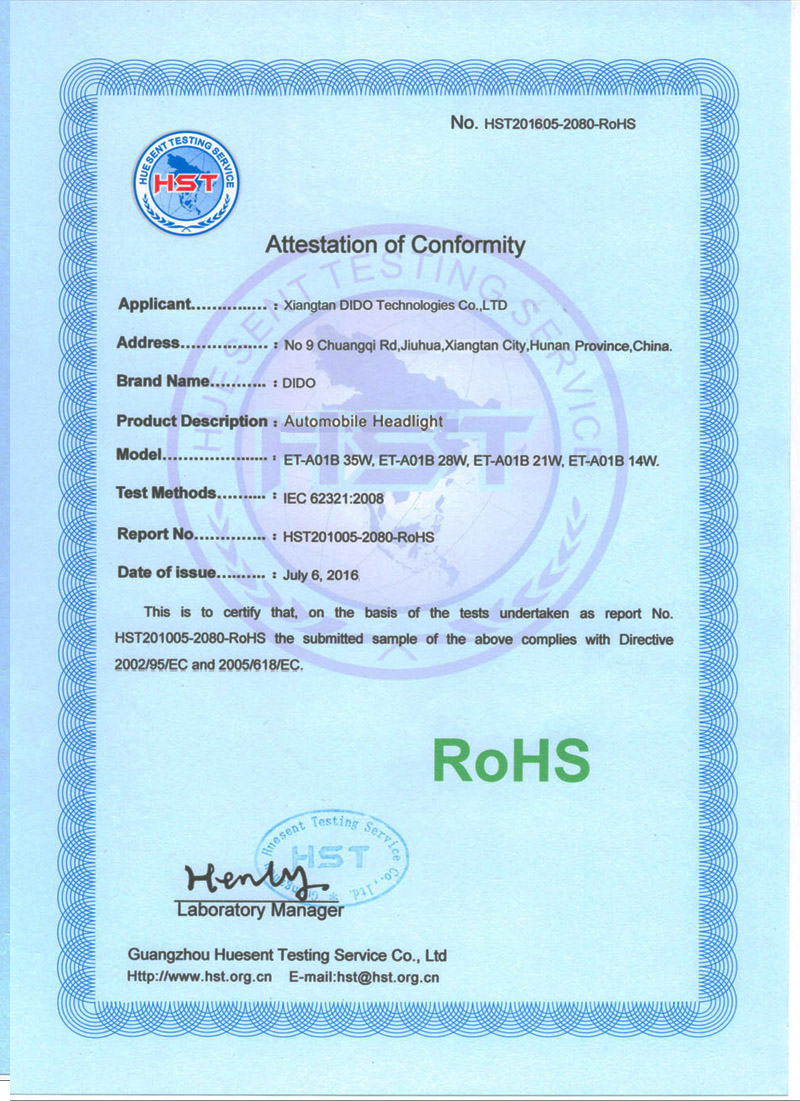 No. HST201605-2080-RoHS
HUESENT TESTING SERVICE
HST
Attestation of Conformity
Applicant.............. : Xiangtan DIDO Technologies Co.,LTD
Address................ : No 9 Chuangqi Rd,Jiuhua,Xiangtan City,Hunan Province,China.
Brand Name........... : DIDO
Product Description : Automobile Headlight
Model....................... : ET-A01B 35W, ET-A01B 28W, ET-A01B 21W, ET-A01B 14W.
Test Methods......... : IEC 62321:2008
Report No.............. : HST201005-2080-RoHS
Date of issue.......... : July 6, 2016
HUESENT TESTING SERVICE
HST
This is to certify that, on the basis of the tests undertaken as report No.
HST201005-2080-RoHS the submitted sample of the above complies with Directive
2002/95/EC and 2005/618/EC.
RoHS
Huesent Testing Service Co.,ltd.
HST
Henly
Laboratory Manager
Guangzhou Huesent Testing Service Co., Ltd
Http://www.hst.org.cn E-mail:hst@hst.org.cn